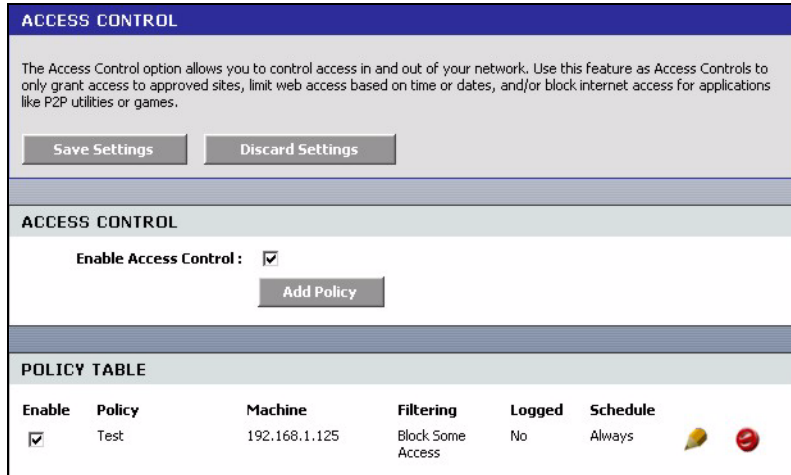 ACCESS CONTROL
The Access Control option allows you to control access in and out of your network. Use this feature as Access Controls to
only grant access to approved sites, limit web access based on time or dates, and/or block internet access for applications
like P2P utilities or games.
Save Settings Discard Settings
ACCESS CONTROL
Enable Access Control :
Add Policy
POLICY TABLE
Enable Policy Machine Filtering Logged Schedule
Test 192.168.1.125 Block Some No Always
Access